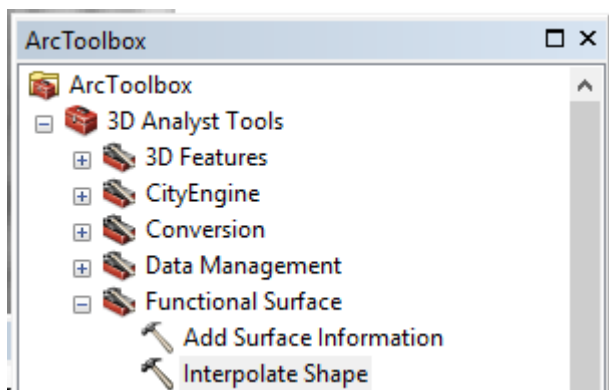 ArcToolbox
ArcToolbox
3D Analyst Tools
3D Features
CityEngine
Conversion
Data Management
Functional Surface
Add Surface Information
Interpolate Shape